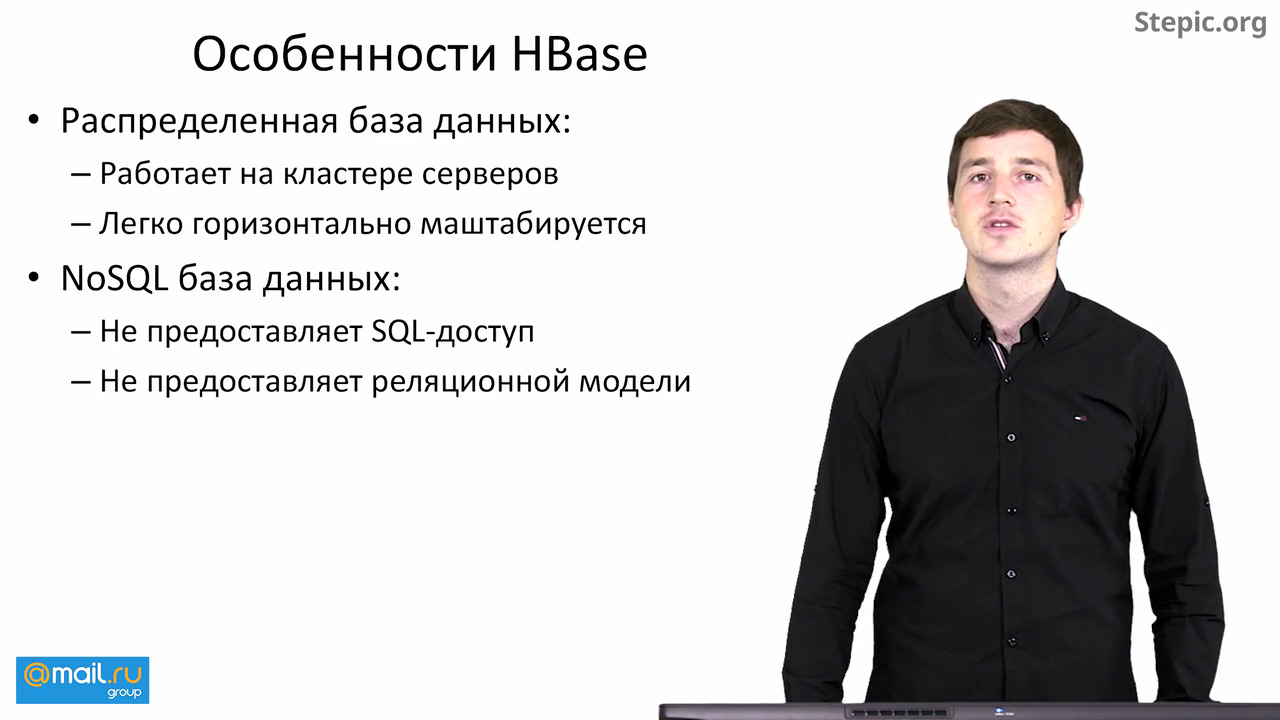 Stepic.org
Особенности HBase
• Распределенная база данных:
– Работает на кластере серверов
– Легко горизонтально маштабируется
• NoSQL база данных:
– Не предоставляет SQL-доступ
– Не предоставляет реляционной модели
@mail.ru
group